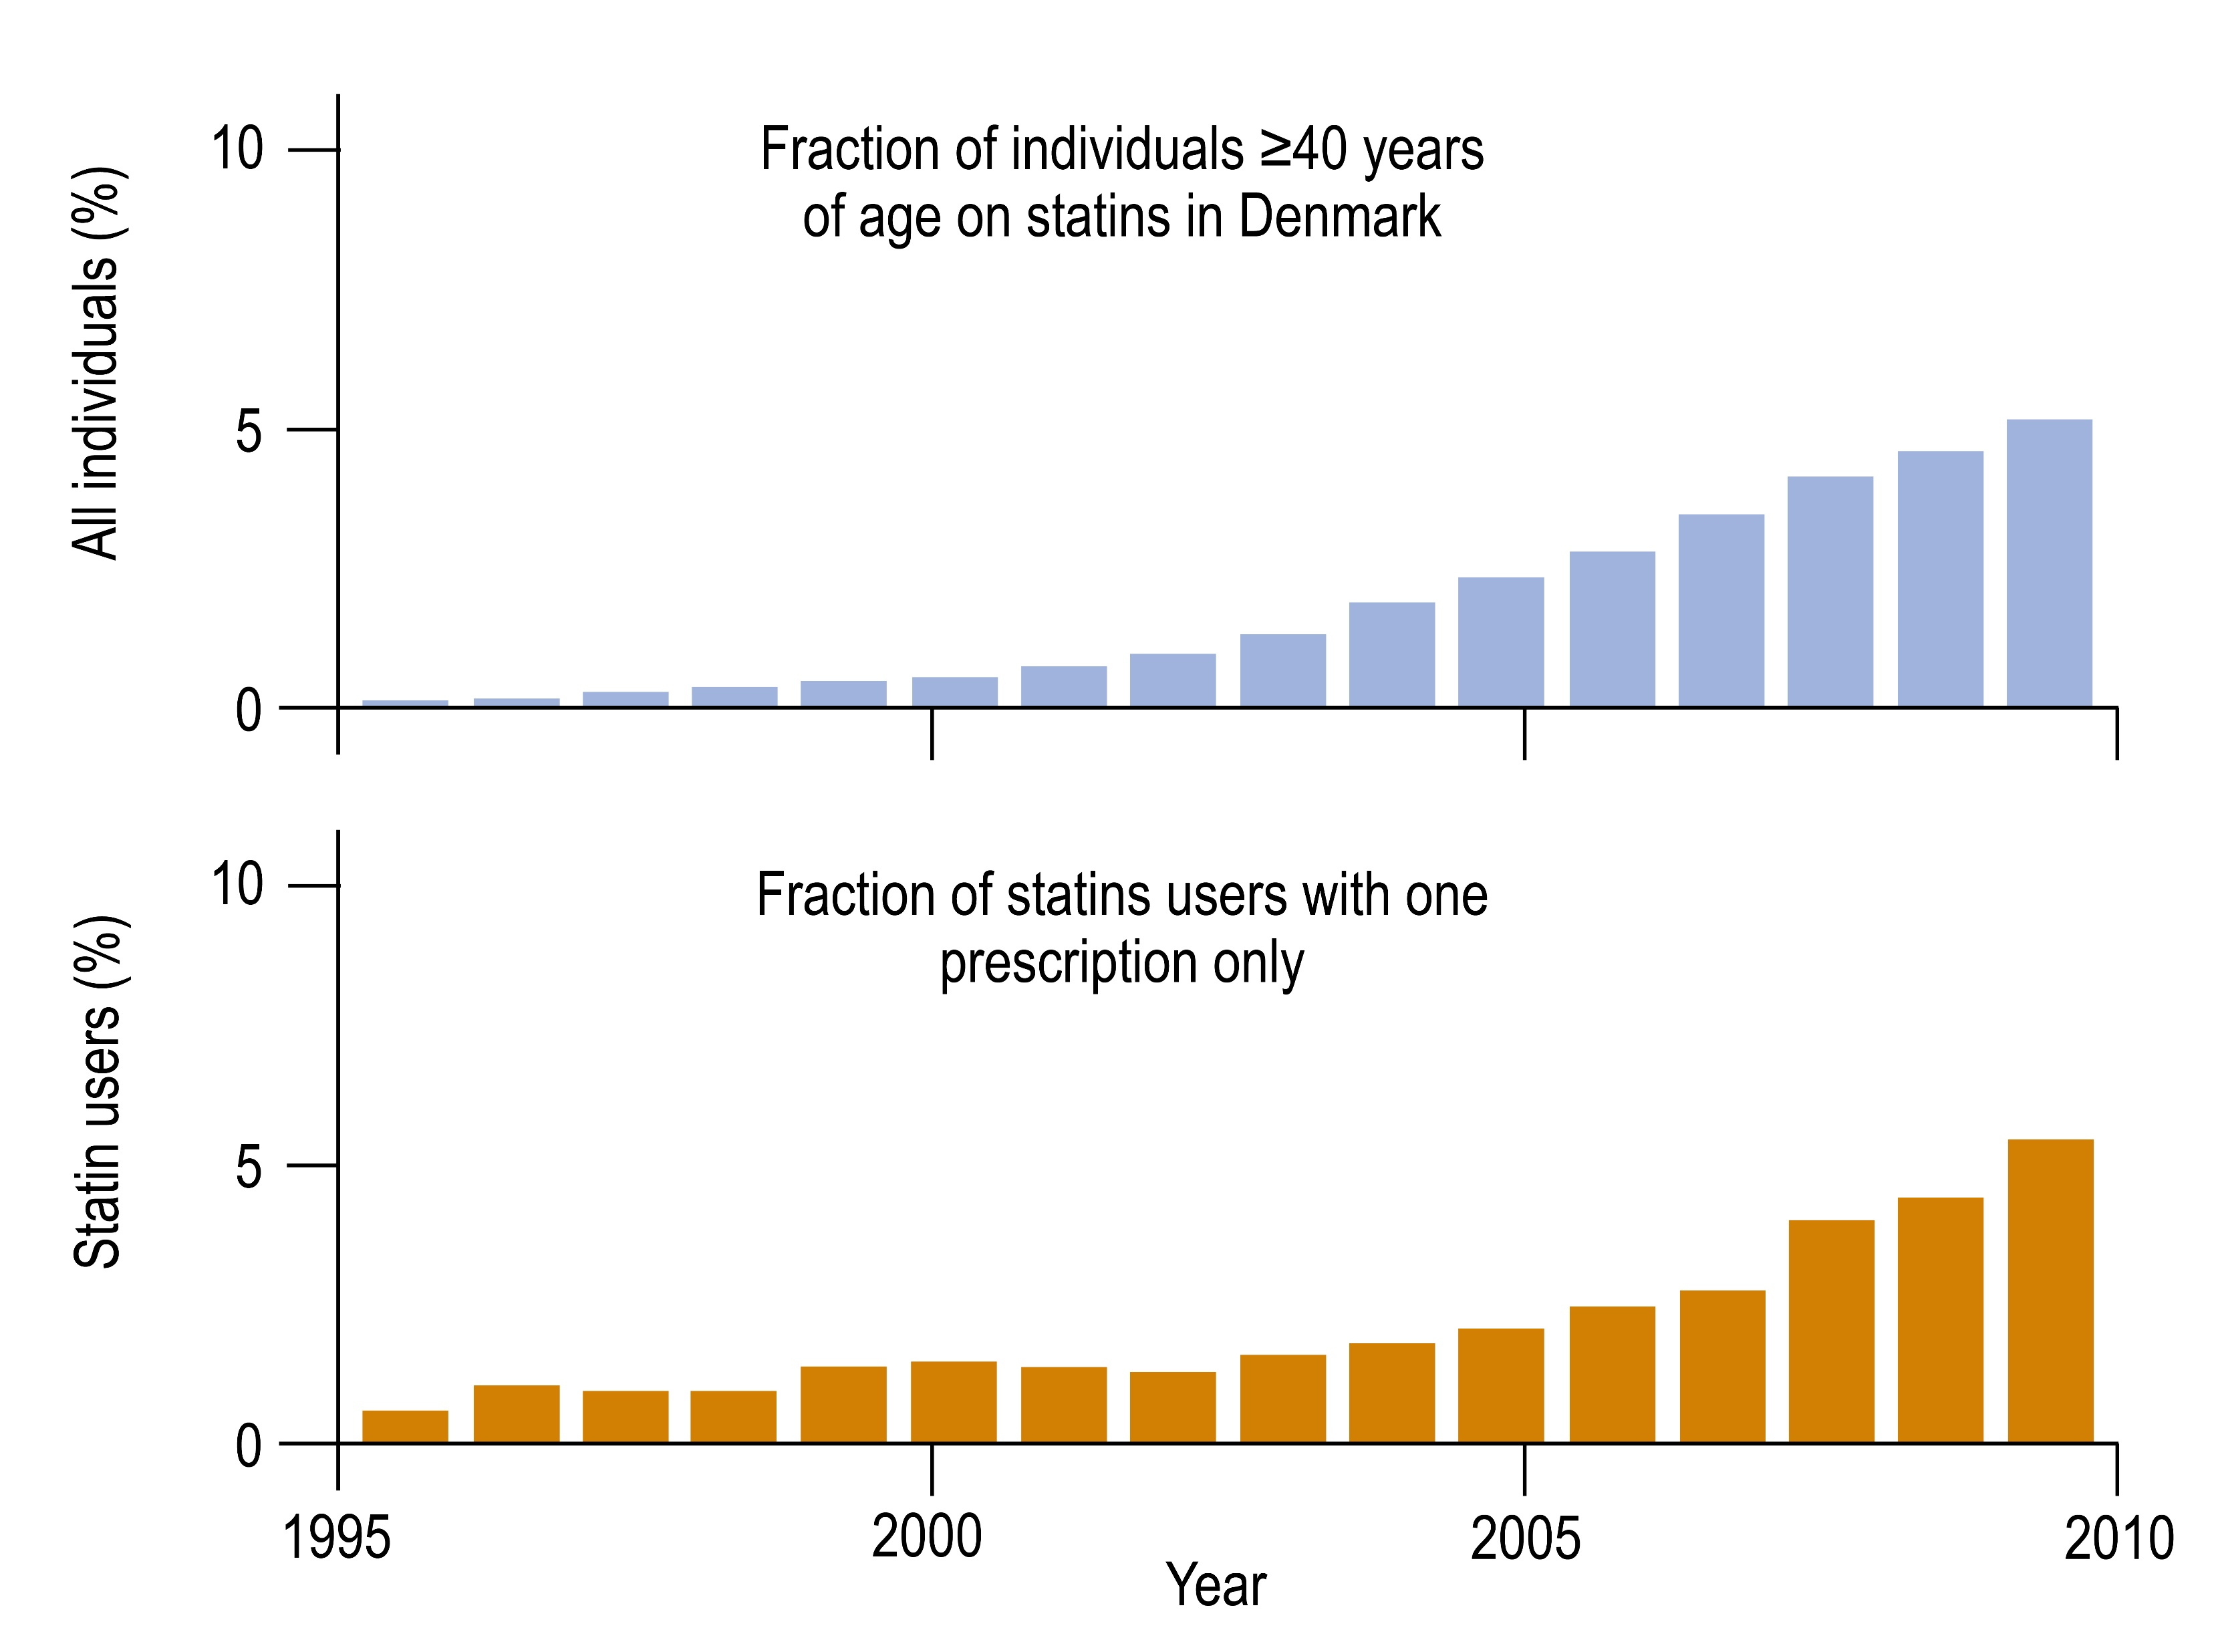 10
Fraction of individuals ≥40 years
of age on statins in Denmark
All individuals (%)
5
0
10
Fraction of statins users with one
prescription only
Statin users (%)
5
0
1995
2000
2005
2010
Year